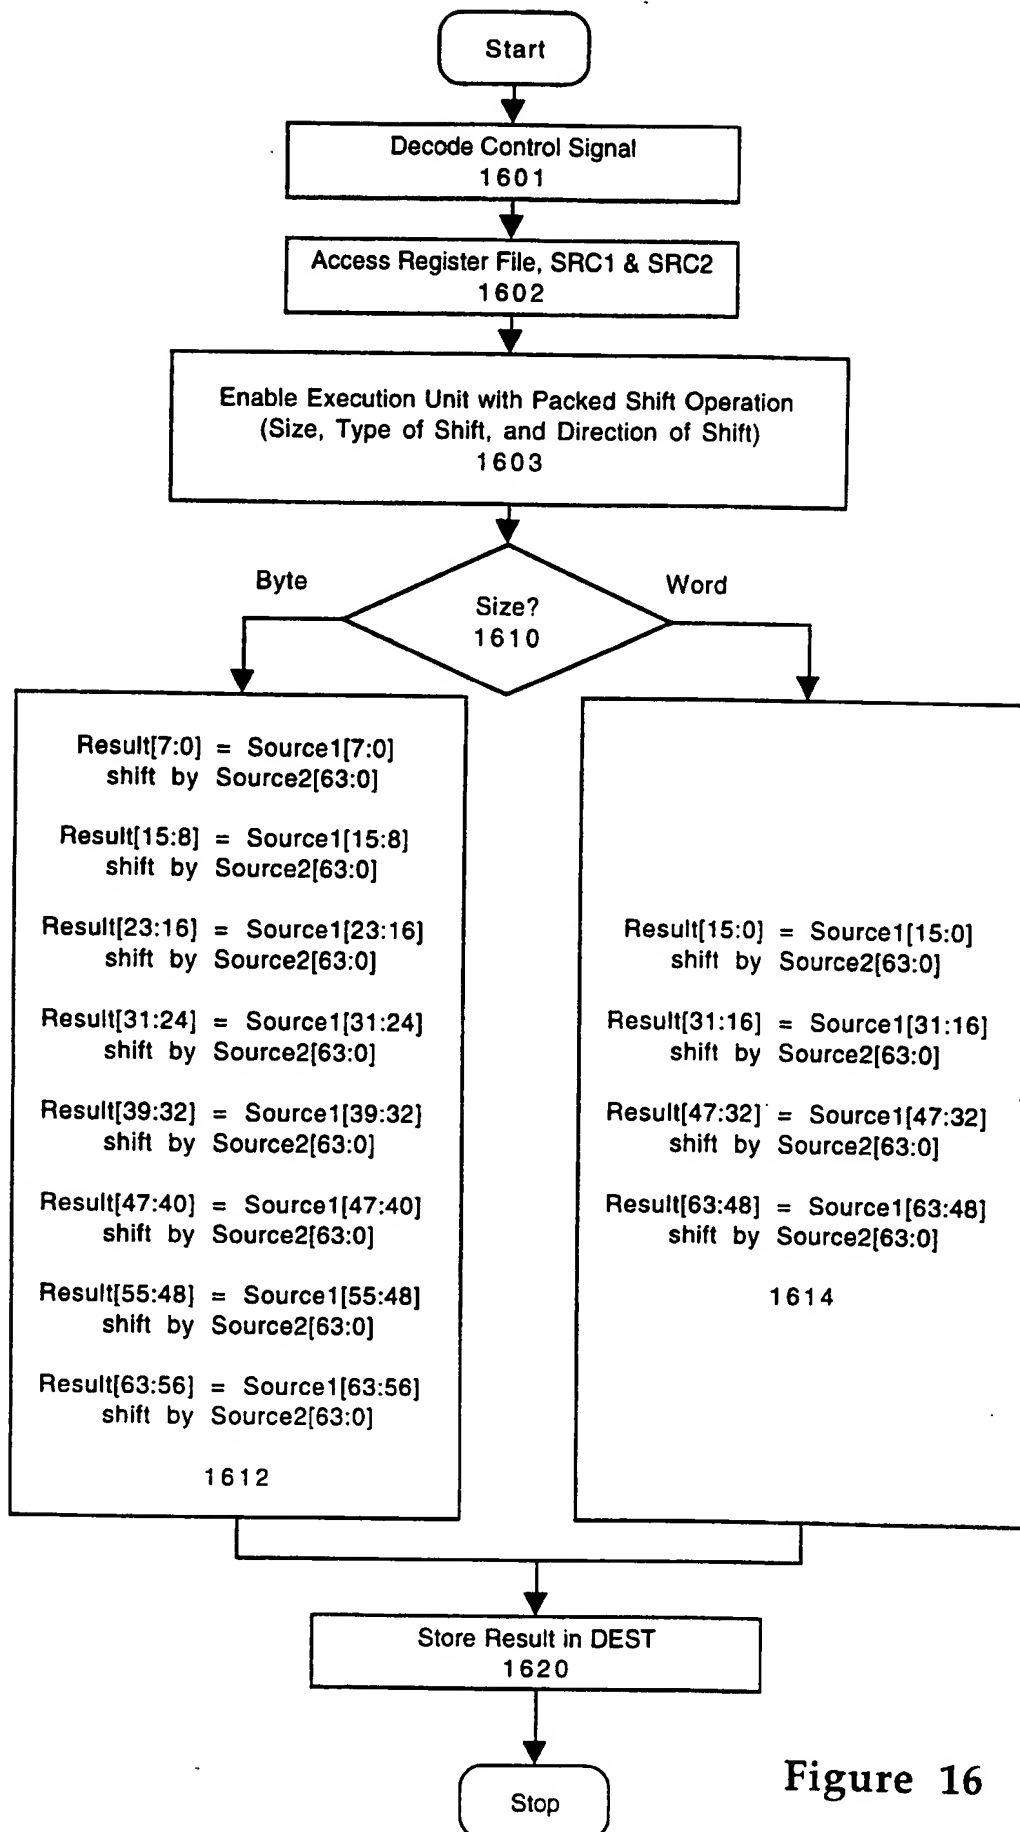 Start
Decode Control Signal
1601
Access Register File, SRC1 & SRC2
1602
Enable Execution Unit with Packed Shift Operation
(Size, Type of Shift, and Direction of Shift)
1603
Byte
Size?
1610
Word
Result[7:0] = Source1[7:0]
shift by Source2[63:0]
Result[15:8] = Source1[15:8]
shift by Source2[63:0]
Result[23:16] = Source1[23:16]
shift by Source2[63:0]
Result[31:24] = Source1[31:24]
shift by Source2[63:0]
Result[39:32] = Source1[39:32]
shift by Source2[63:0]
Result[47:40] = Source1[47:40]
shift by Source2[63:0]
Result[55:48] = Source1[55:48]
shift by Source2[63:0]
Result[63:56] = Source1[63:56]
shift by Source2[63:0]
1612
Result[15:0] = Source1[15:0]
shift by Source2[63:0]
Result[31:16] = Source1[31:16]
shift by Source2[63:0]
Result[47:32] = Source1[47:32]
shift by Source2[63:0]
Result[63:48] = Source1[63:48]
shift by Source2[63:0]
1614
Store Result in DEST
1620
Stop
Figure 16